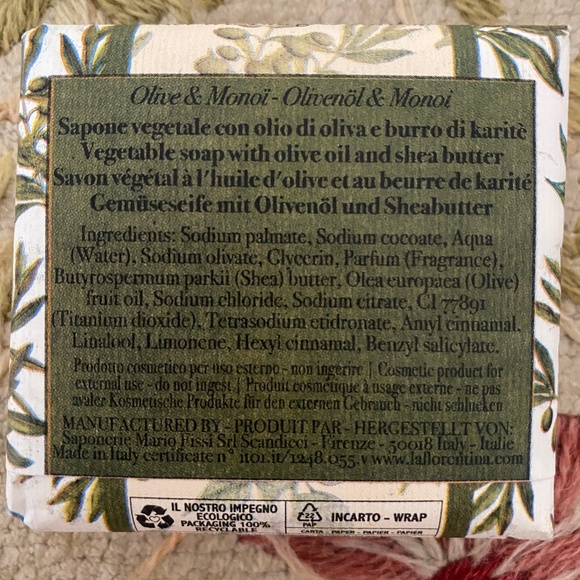 Olive & Monoï - Olivenöl & Monoi
Sapone vegetale con olio di oliva e burro di karitè
Vegetable soap with olive oil and shea butter
Savon végétal à l'huile d'olive et au beurre de karité
Gemüseseife mit Olivenöl und Sheabutter
Ingredients: Sodium palmate, Sodium cocoate, Aqua
(Water), Sodium olivate, Glycerin, Parfum (Fragrance),
Butyrospermum parkii (Shea) butter, Olea europaea (Olive)
fruit oil, Sodium chloride, Sodium citrate, CI 77891
(Titanium dioxide), Tetrasodium etidronate, Amyl cinnamal,
Linalool, Limonene, Hexyl cinnamal, Benzyl salicylate.
Prodotto cosmetico per uso esterno - non ingerire | Cosmetic product for
external use - do not ingest | Produit cosmétique à usage externe - ne pas
avaler Kosmetische Produkte für den externen Gebrauch - nicht schlucken
MANUFACTURED BY - PRODUIT PAR - HERGESTELLT VON:
Saponerie Mario Fissi Srl Scandicci - Firenze - 50018 Italy - Italie
Made in Italy certificate n° it01.it/1248.055.v www.laflorentina.com
IL NOSTRO IMPEGNO
ECOLOGICO
PACKAGING 100%
RECYCLABLE
22
PAP
INCARTO - WRAP
CARTA - PAPER - PAPIER - PAPIER